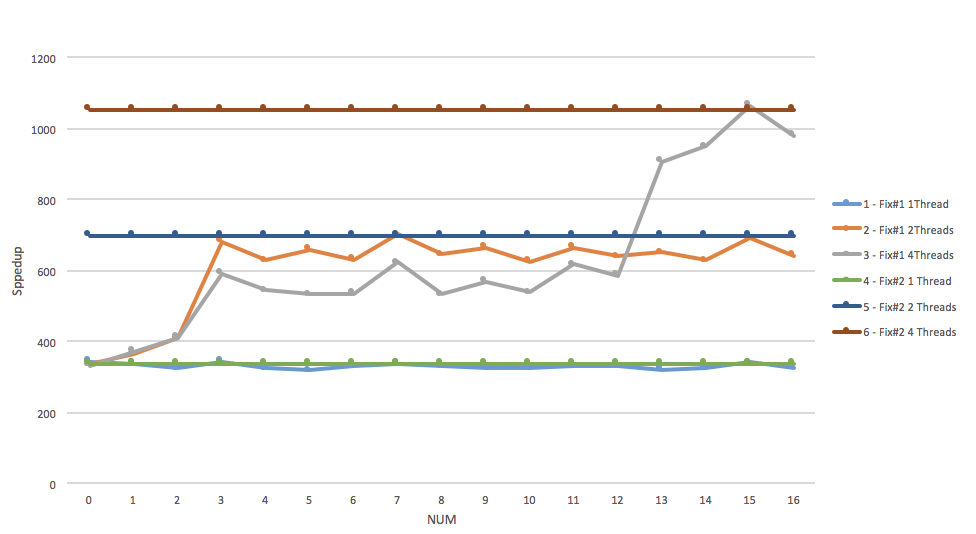 1200
1000
800
600
400
200
0
Sppedup
0 1 2 3 4 5 6 7 8 9 10 11 12 13 14 15 16
NUM
1 - Fix#1 1Thread
2 - Fix#1 2Threads
3 - Fix#1 4Threads
4 - Fix#2 1 Thread
5 - Fix#2 2 Threads
6 - Fix#2 4 Threads